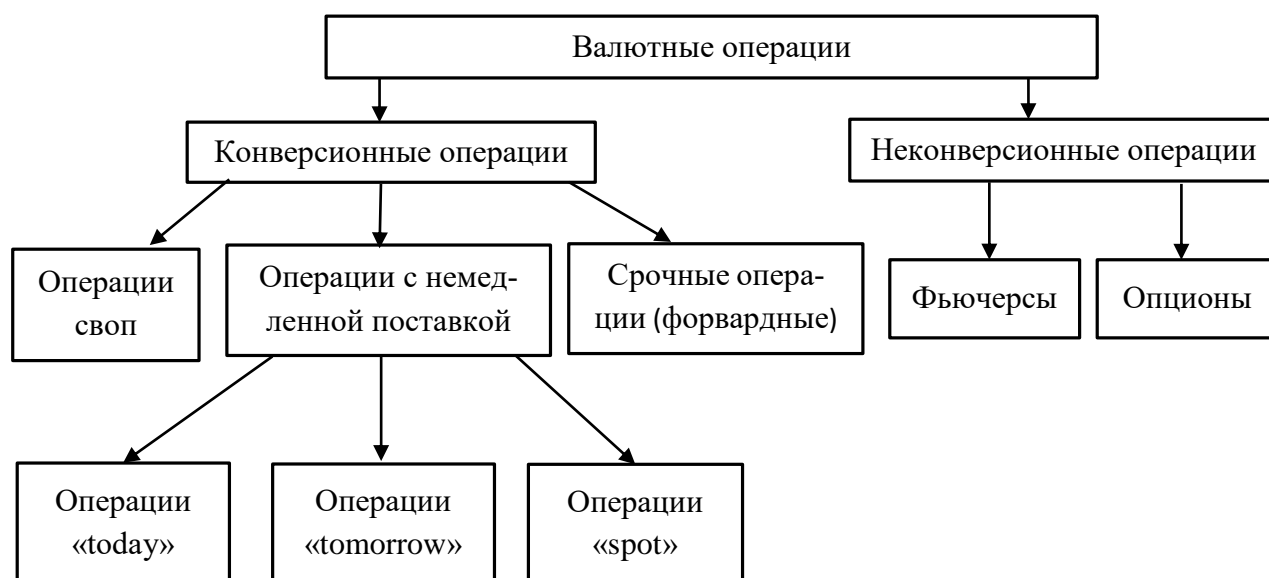 Валютные операции
Конверсионные операции
Неконверсионные операции
Операции
своп
Операции с немед-
ленной поставкой
Срочные опера-
ции (форвардные)
Фьючерсы
Опционы
Операции
«today»
Операции
«tomorrow»
Операции
«spot»